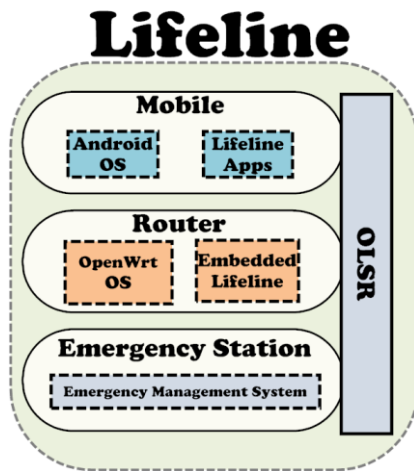 Lifeline
Mobile
Android
OS
Lifeline
Apps
Router
OpenWrt
OS
Embedded
Lifeline
Emergency Station
Emergency Management System
OLSR